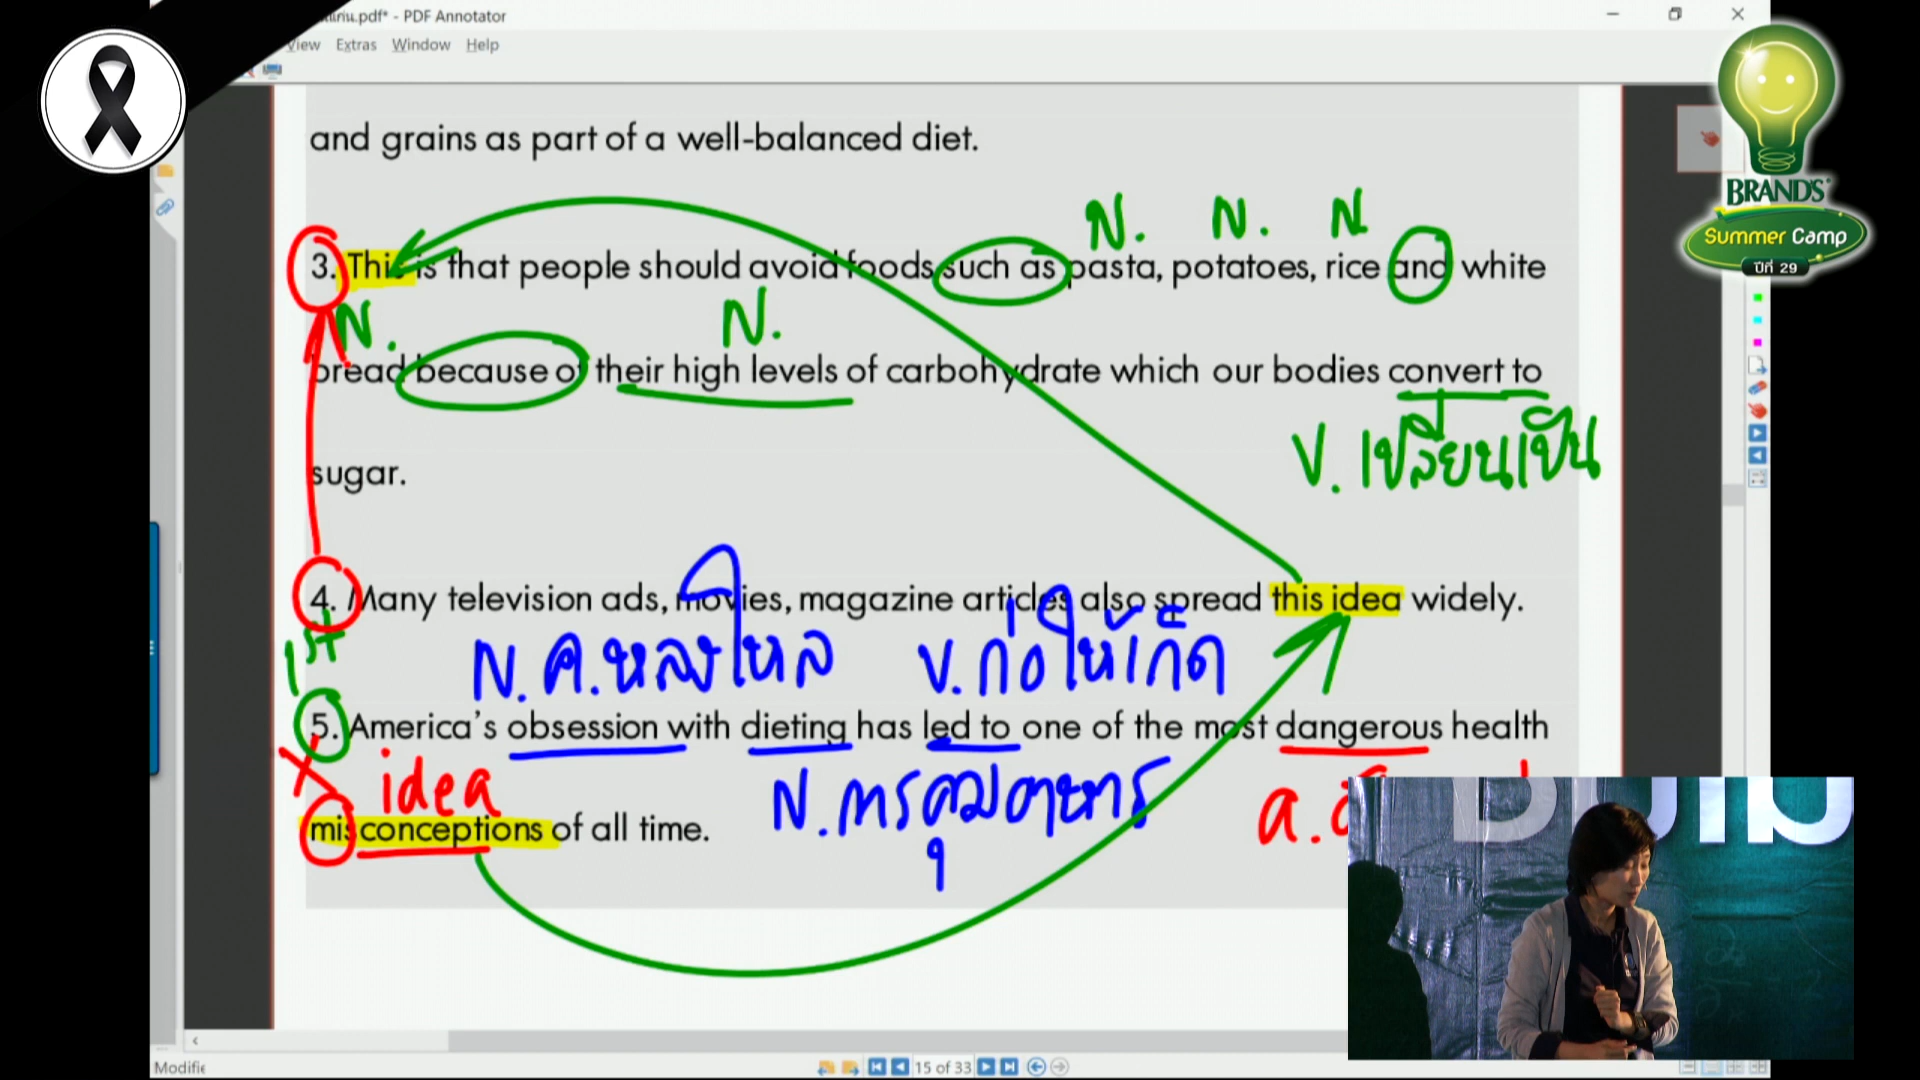 .pdf* - PDF Annotator
View Extras Window Help
BRAND'S
Summer Camp
ปีที่ 29
and grains as part of a well-balanced diet.
N. N. N
3. This is that people should avoid foods such as pasta, potatoes, rice and white
N. N.
bread because of their high levels of carbohydrate which our bodies convert to
V. เปลี่ยนเป็น
sugar.
4. Many television ads, movies, magazine articles also spread this idea widely.
1st
N. ค.หลงใหล V. ก่อให้เกิด
5. America's obsession with dieting has led to one of the most dangerous health
X idea
N. การคุมอาหาร a.
misconceptions of all time.
15 of 33